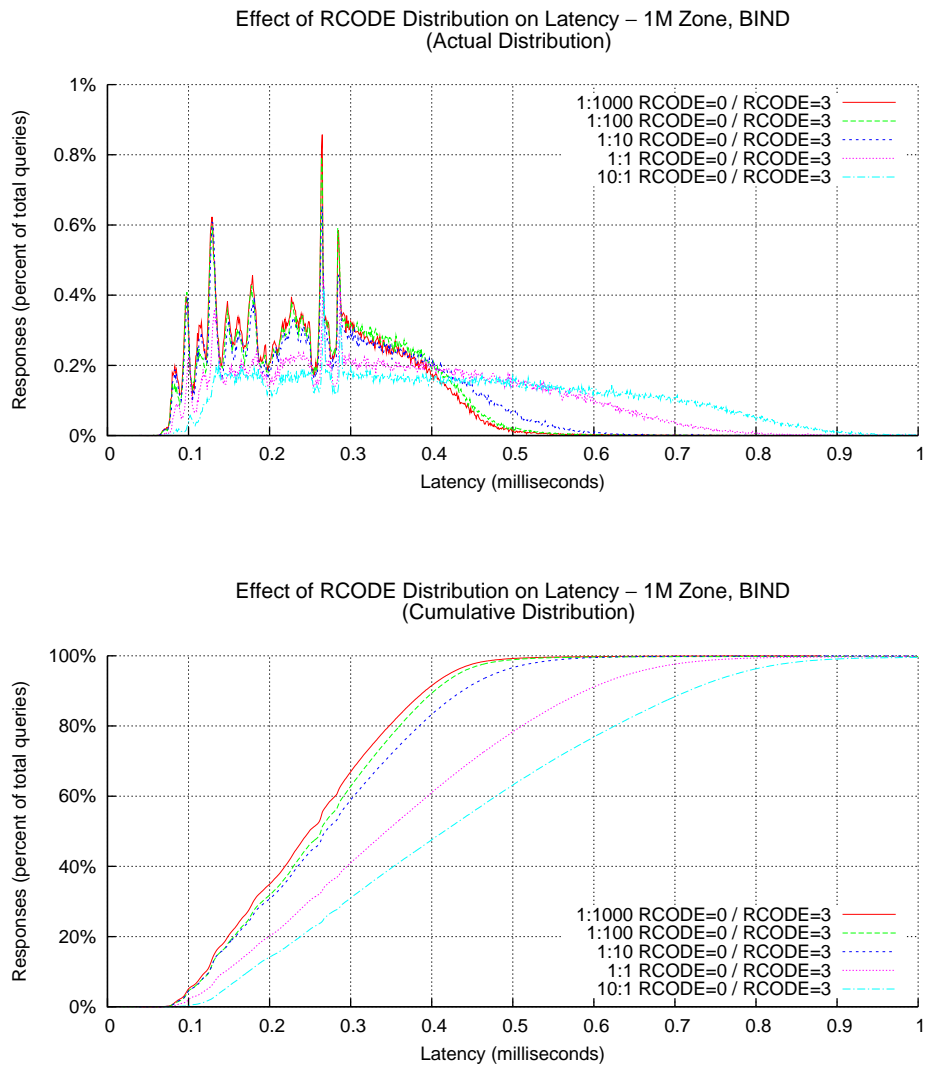 Effect of RCODE Distribution on Latency – 1M Zone, BIND
(Actual Distribution)
1%
0.8%
0.6%
0.4%
0.2%
0%
Responses (percent of total queries)
1:1000 RCODE=0 / RCODE=3
1:100 RCODE=0 / RCODE=3
1:10 RCODE=0 / RCODE=3
1:1 RCODE=0 / RCODE=3
10:1 RCODE=0 / RCODE=3
0 0.1 0.2 0.3 0.4 0.5 0.6 0.7 0.8 0.9 1
Latency (milliseconds)
Effect of RCODE Distribution on Latency – 1M Zone, BIND
(Cumulative Distribution)
100%
80%
60%
40%
20%
0%
Responses (percent of total queries)
1:1000 RCODE=0 / RCODE=3
1:100 RCODE=0 / RCODE=3
1:10 RCODE=0 / RCODE=3
1:1 RCODE=0 / RCODE=3
10:1 RCODE=0 / RCODE=3
0 0.1 0.2 0.3 0.4 0.5 0.6 0.7 0.8 0.9 1
Latency (milliseconds)